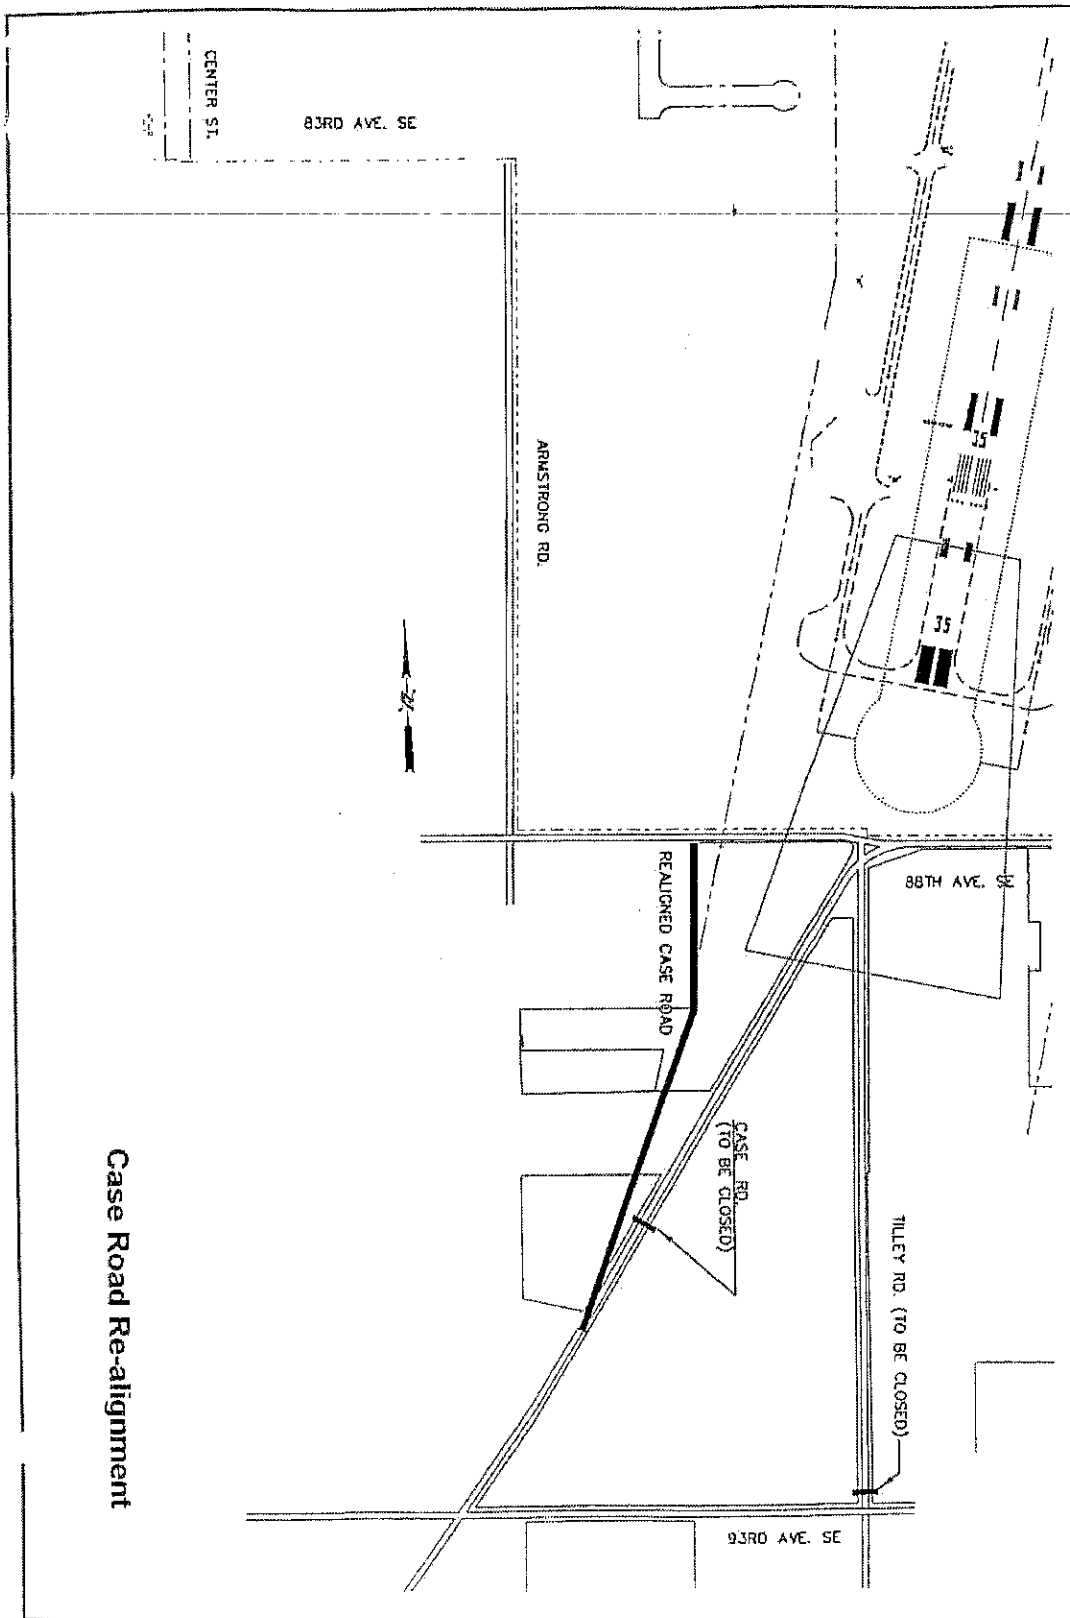 CENTER ST.
83RD AVE. SE
35
ARMSTRONG RD.
35
N
88TH AVE. SE
REALIGNED CASE ROAD
CASE RD.
(TO BE CLOSED)
TILLEY RD. (TO BE CLOSED)
93RD AVE. SE
Case Road Re-alignment